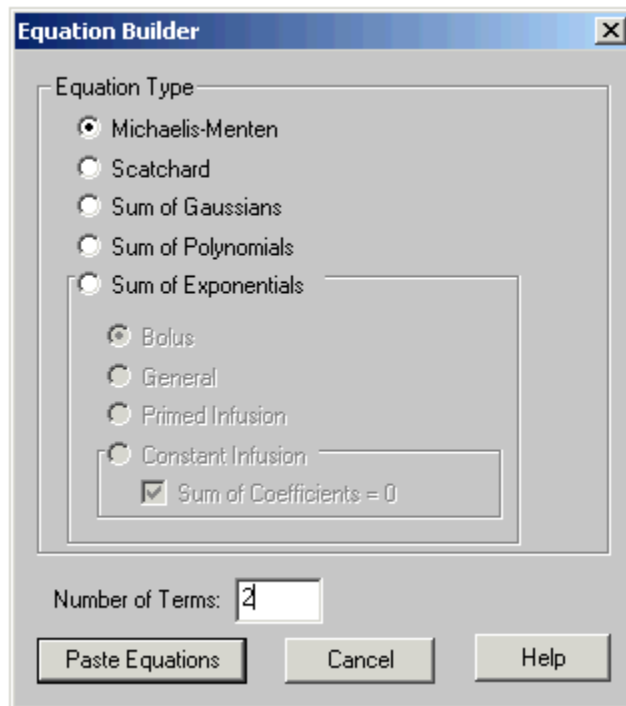 Equation Builder
Equation Type
Michaelis-Menten
Scatchard
Sum of Gaussians
Sum of Polynomials
Sum of Exponentials
Bolus
General
Primed Infusion
Constant Infusion
Sum of Coefficients = 0
Number of Terms: 2
Paste Equations Cancel Help